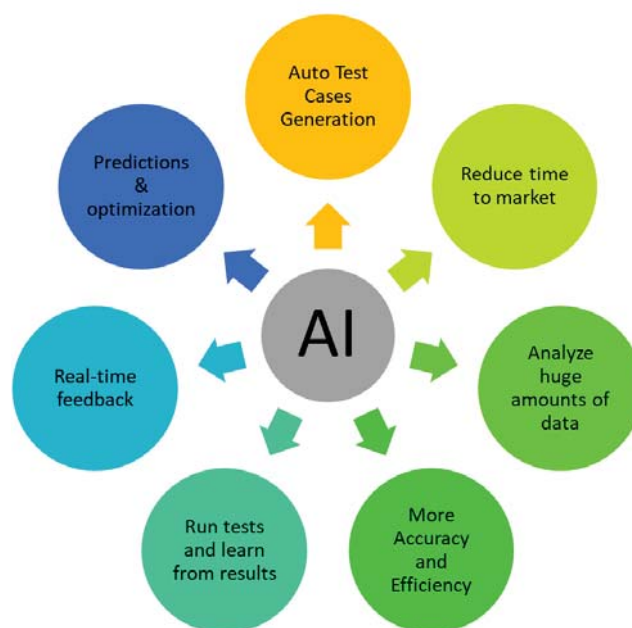 Auto Test
Cases
Generation
Reduce time
to market
Analyze
huge
amounts of
data
More
Accuracy
and
Efficiency
Run tests
and learn
from results
Real-time
feedback
Predictions
&
optimization
AI